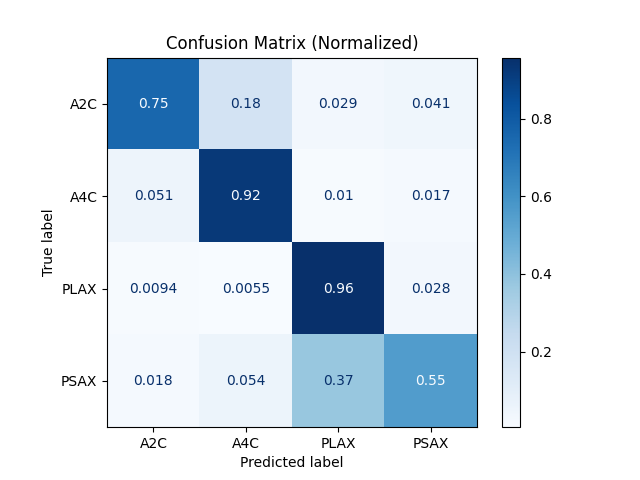 Confusion Matrix (Normalized)
A2C 0.75 0.18 0.029 0.041
A4C 0.051 0.92 0.01 0.017
PLAX 0.0094 0.0055 0.96 0.028
PSAX 0.018 0.054 0.37 0.55
A2C A4C PLAX PSAX
Predicted label
True label
0.8
0.6
0.4
0.2